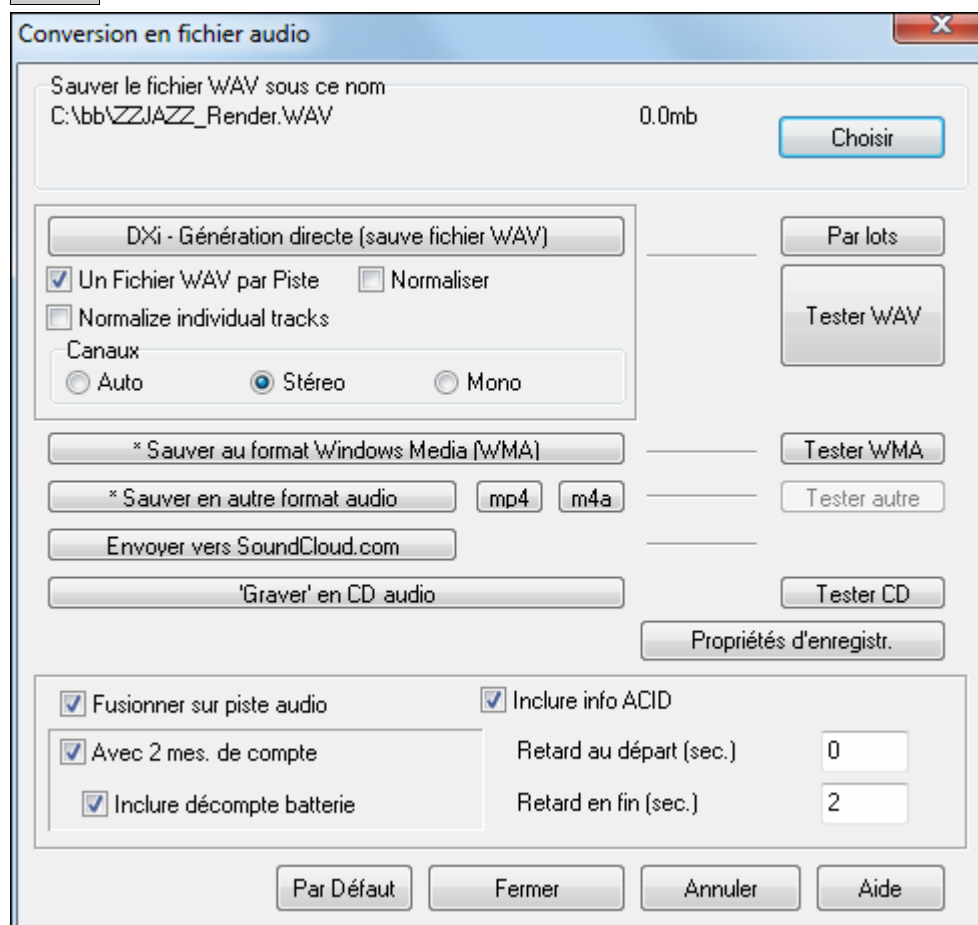 Conversion en fichier audio
Sauver le fichier WAV sous ce nom
C:\bb\ZZJAZZ_Render.WAV 0.0mb Choisir
DXi - Génération directe (sauve fichier WAV) Par lots
Un Fichier WAV par Piste Normaliser
Normalize individual tracks Tester WAV
Canaux
Auto Stéreo Mono
* Sauver au format Windows Media (WMA) Tester WMA
* Sauver en autre format audio mp4 m4a Tester autre
Envoyer vers SoundCloud.com
'Graver' en CD audio Tester CD
Propriétés d'enregistr.
Fusionner sur piste audio Inclure info ACID
Avec 2 mes. de compte Retard au départ (sec.) 0
Inclure décompte batterie Retard en fin (sec.) 2
Par Défaut Fermer Annuler Aide